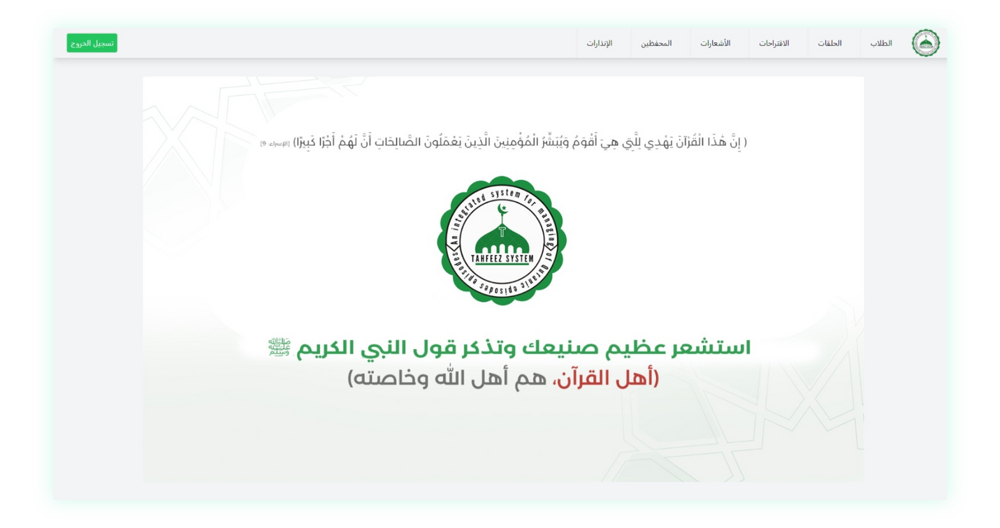 الطلاب
الحلقات
الاقتراحات
الأشعارات
المحفظين
الإنذارات
تسجيل الخروج
( إِنَّ هَٰذَا الْقُرْآنَ يَهْدِي لِلَّتِي هِيَ أَقْوَمُ وَيُبَشِّرُ الْمُؤْمِنِينَ الَّذِينَ يَعْمَلُونَ الصَّالِحَاتِ أَنَّ لَهُمْ أَجْرًا كَبِيرًا) [الإسراء: 9]
An integrated system for managing of Quranic episodes episodes
T
TAHFEEZ SYSTEM
استشعر عظيم صنيعك وتذكر قول النبي الكريم ﷺ
(أهل القرآن، هم أهل الله وخاصته)